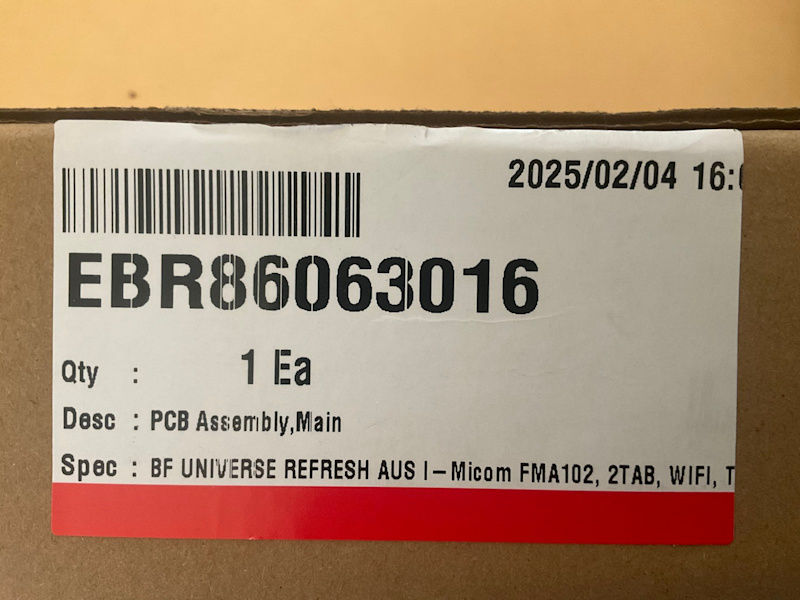 2025/02/04 16:
EBR86063016
Qty : 1 Ea
Desc : PCB Assembly,Main
Spec : BF UNIVERSE REFRESH AUS I-Micom FMA102, 2TAB, WIFI, T